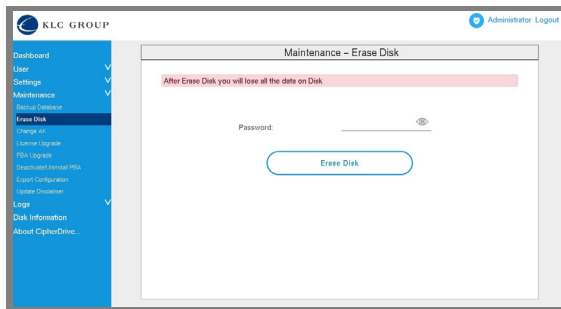 KLC GROUP
Administrator Logout
Dashboard
User
Settings
Maintenance
Backup Database
Erase Disk
Change AK
License Upgrade
PBA Upgrade
Deactivate/Uninstall PBA
Export Configuration
Update Disclaimer
Logs
Disk Information
About CipherDrive...
Maintenance – Erase Disk
After Erase Disk you will lose all the data on Disk
Password:
Erase Disk